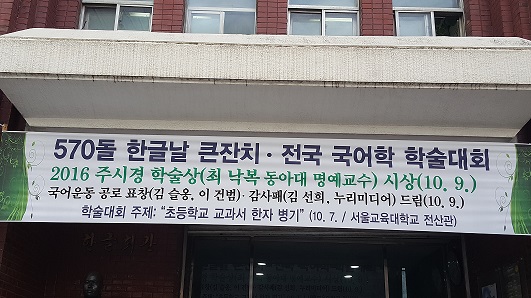 570돌 한글날 큰잔치 · 전국 국어학 학술대회
2016 주시경 학술상(최 낙복 동아대 명예교수) 시상(10. 9.)
국어운동 공로 표창(김 슬옹, 이 건범) · 감사패(김 선희, 누리미디어) 드림(10. 9.)
학술대회 주제: “초등학교 교과서 한자 병기” (10. 7. / 서울교육대학교 전산관)